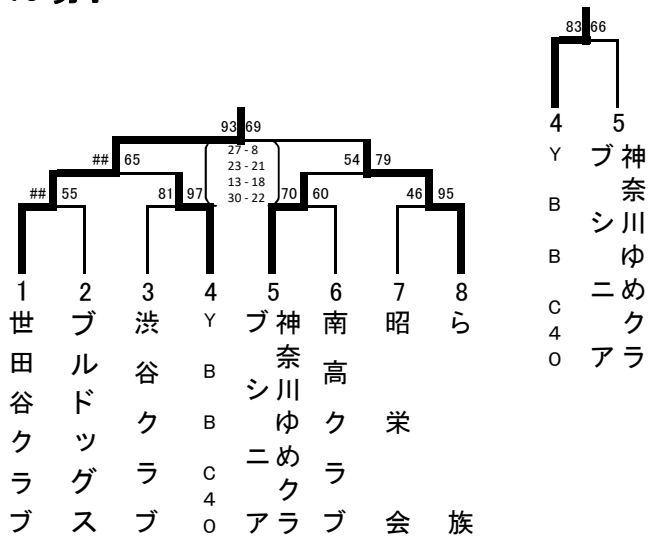 83 66
4 5
YBBC40
神奈川ゆめクラブ シニア
93 69
27 - 8
23 - 21
13 - 18
30 - 22
## 65
54 79
## 55
81 97
70 60
46 95
1 2 3 4 5 6 7 8
世田谷クラブ
ブルドッグス
渋谷クラブ
YBBC40
神奈川ゆめクラブ シニア
南高クラブ
昭栄会
ら族